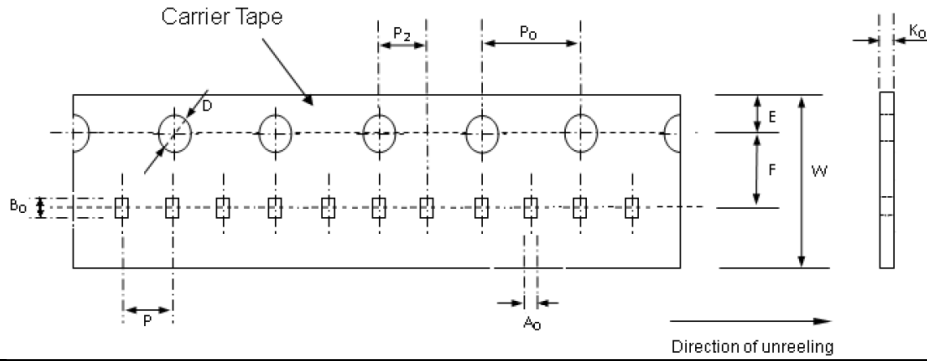 Carrier Tape
P2
P0
K0
D
E
F
W
B0
P
A0
Direction of unreeling